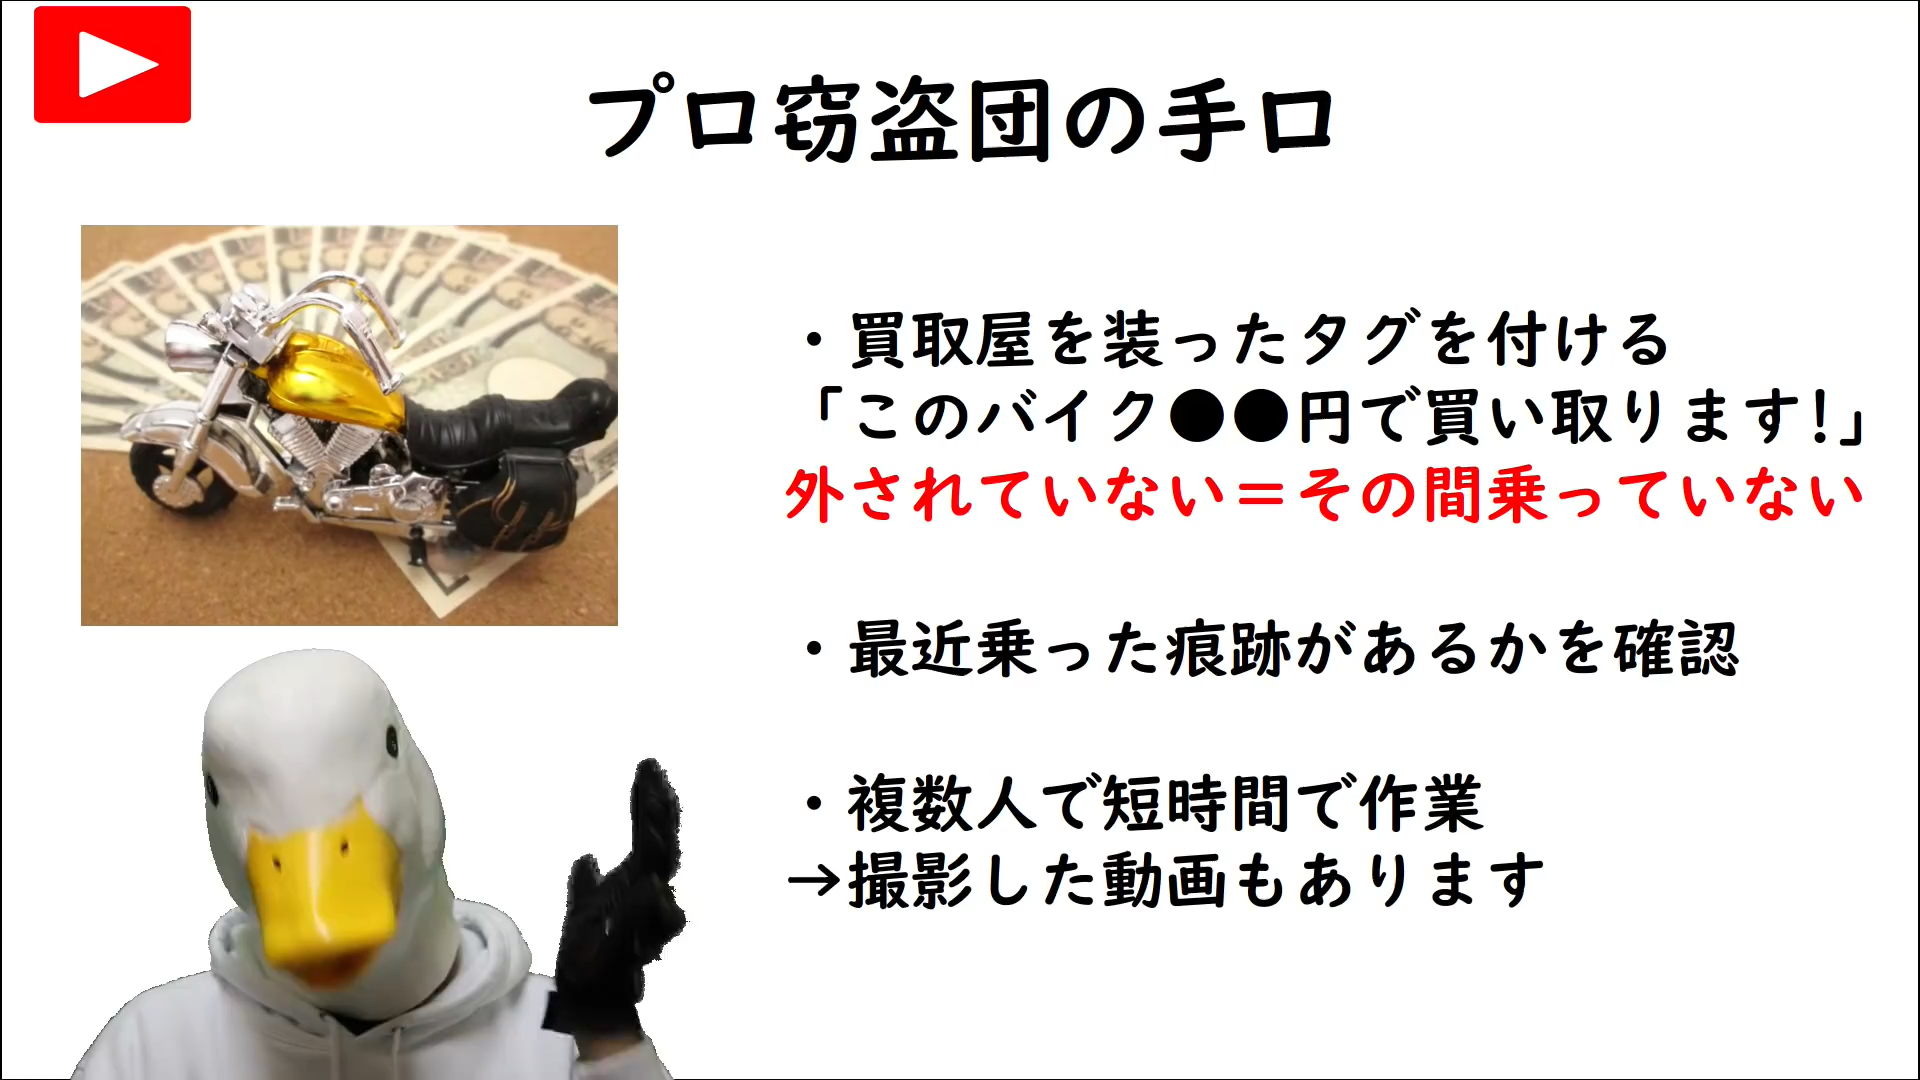 プロ窃盗団の手口
・買取屋を装ったタグを付ける
「このバイク●●円で買い取ります!」
外されていない＝その間乗っていない
・最近乗った痕跡があるかを確認
・複数人で短時間で作業
→撮影した動画もあります